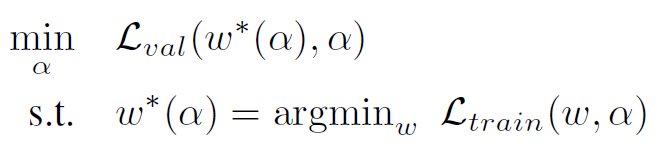 min_α ℒ_val(w*(α), α)
s.t. w*(α) = argmin_w ℒ_train(w, α)